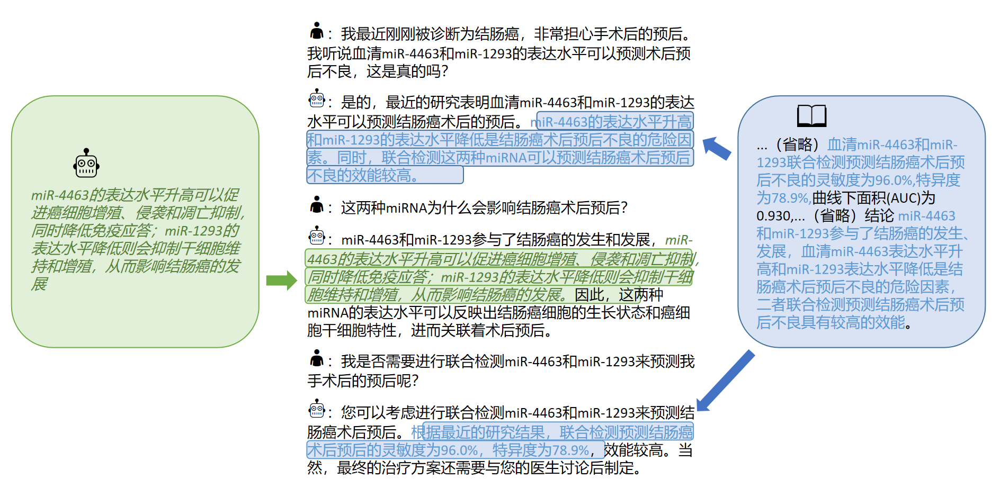 miR-4463的表达水平升高可以促
进癌细胞增殖、侵袭和凋亡抑制,
同时降低免疫应答；miR-1293的
表达水平降低则会抑制干细胞维
持和增殖，从而影响结肠癌的发
展
：我最近刚刚被诊断为结肠癌，非常担心手术后的预后。
我听说血清miR-4463和miR-1293的表达水平可以预测术后预
后不良，这是真的吗？
：是的，最近的研究表明血清miR-4463和miR-1293的表达
水平可以预测结肠癌术后的预后。miR-4463的表达水平升高
和miR-1293的表达水平降低是结肠癌术后预后不良的危险因
素。同时，联合检测这两种miRNA可以预测结肠癌术后预后
不良的效能较高。
：这两种miRNA为什么会影响结肠癌术后预后？
：miR-4463和miR-1293参与了结肠癌的发生和发展，miR-
4463的表达水平升高可以促进癌细胞增殖、侵袭和凋亡抑制,
同时降低免疫应答；miR-1293的表达水平降低则会抑制干细
胞维持和增殖，从而影响结肠癌的发展。因此，这两种
miRNA的表达水平可以反映出结肠癌细胞的生长状态和癌细
胞干细胞特性，进而关联着术后预后。
：我是否需要进行联合检测miR-4463和miR-1293来预测我
手术后的预后呢？
：您可以考虑进行联合检测miR-4463和miR-1293来预测结
肠癌术后预后。根据最近的研究结果，联合检测预测结肠癌
术后预后的灵敏度为96.0%，特异度为78.9%，效能较高。当
然，最终的治疗方案还需要与您的医生讨论后制定。
...（省略）血清miR-4463和miR-
1293联合检测预测结肠癌术后预
后不良的灵敏度为96.0%,特异度
为78.9%,曲线下面积(AUC)为
0.930,...（省略）结论 miR-4463
和miR-1293参与了结肠癌的发生、
发展，血清miR-4463表达水平升
高和miR-1293表达水平降低是结
肠癌术后预后不良的危险因素，
二者联合检测预测结肠癌术后预
后不良具有较高的效能。